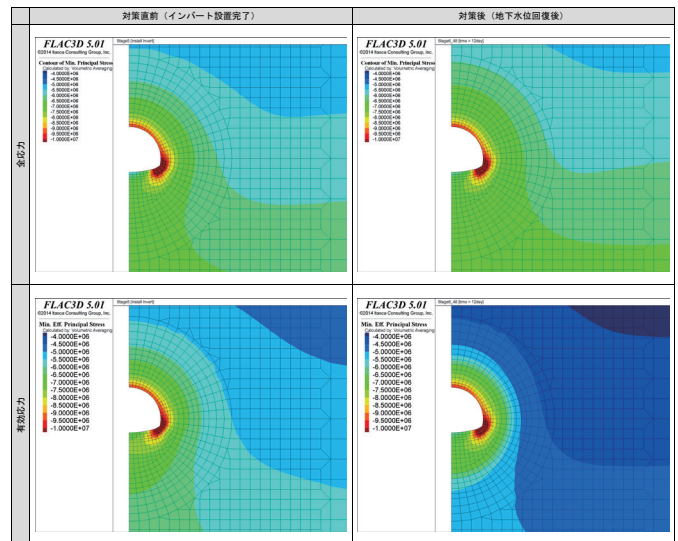 対策直前（インバート設置完了）
対策後（地下水位回復後）
全応力
FLAC3D 5.01
©2014 Itasca Consulting Group, Inc.
Contour of Min. Principal Stress
Calculated by: Volumetric Averaging
-4.0000E+06
-4.5000E+06
-5.0000E+06
-5.5000E+06
-6.0000E+06
-6.5000E+06
-7.0000E+06
-7.5000E+06
-8.0000E+06
-8.5000E+06
-9.0000E+06
-9.5000E+06
-1.0000E+07
FLAC3D 5.01
©2014 Itasca Consulting Group, Inc.
Contour of Min. Principal Stress
Calculated by: Volumetric Averaging
-4.0000E+06
-4.5000E+06
-5.0000E+06
-5.5000E+06
-6.0000E+06
-6.5000E+06
-7.0000E+06
-7.5000E+06
-8.0000E+06
-8.5000E+06
-9.0000E+06
-9.5000E+06
-1.0000E+07
有効応力
FLAC3D 5.01
©2014 Itasca Consulting Group, Inc.
Min. Eff. Principal Stress
Calculated by: Volumetric Averaging
-4.0000E+06
-4.5000E+06
-5.0000E+06
-5.5000E+06
-6.0000E+06
-6.5000E+06
-7.0000E+06
-7.5000E+06
-8.0000E+06
-8.5000E+06
-9.0000E+06
-9.5000E+06
-1.0000E+07
FLAC3D 5.01
©2014 Itasca Consulting Group, Inc.
Min. Eff. Principal Stress
Calculated by: Volumetric Averaging
-4.0000E+06
-4.5000E+06
-5.0000E+06
-5.5000E+06
-6.0000E+06
-6.5000E+06
-7.0000E+06
-7.5000E+06
-8.0000E+06
-8.5000E+06
-9.0000E+06
-9.5000E+06
-1.0000E+07